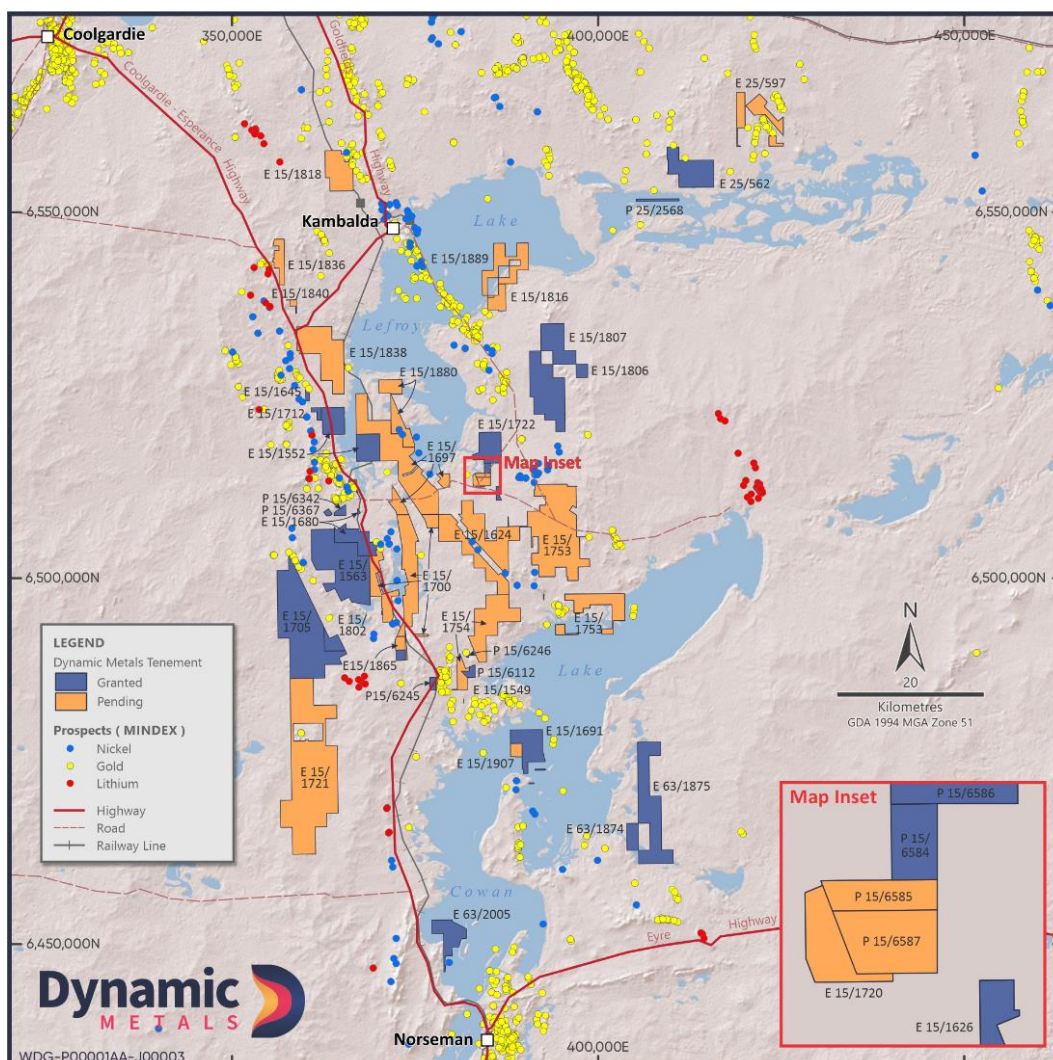 Coolgardie
350,000E
400,000E
450,000E
Goldfields
Highway
Coolgardie - Esperance
Highway
E 25/597
E 15/1818
E 25/562
P 25/2568
6,550,000N
6,550,000N
Kambalda
Lake
E 15/1836
E 15/1889
E 15/1840
E 15/1816
Lefroy
E 15/1807
E 15/1838
E 15/1806
E 15/1880
E 15/1645
E 15/1712
E 15/1722
E 15/1552
E 15/
1697
Map Inset
P 15/6342
P 15/6367
E 15/1680
E 15/1624
E 15/
1753
E 15/
1563
E 15/
1700
6,500,000N
6,500,000N
E 15/
1705
E 15/
1802
E 15/
1754
E 15/
1753
N
LEGEND
Dynamic Metals Tenement
Granted
Pending
Prospects ( MINDEX )
Nickel
Gold
Lithium
Highway
Road
Railway Line
E15/1865
P 15/6246
P 15/6112
Lake
P15/6245
E 15/1549
20
Kilometres
GDA 1994 MGA Zone 51
E 15/1691
E 15/1907
E 15/
1721
E 63/1875
E 63/1874
Cowan
E 63/2005
Eyre
Highway
6,450,000N
Map Inset
P 15/6586
P 15/
6584
P 15/6585
P 15/6587
E 15/1720
E 15/1626
Dynamic
METALS
Norseman
400,000E
WDG-P00001AA-J00003